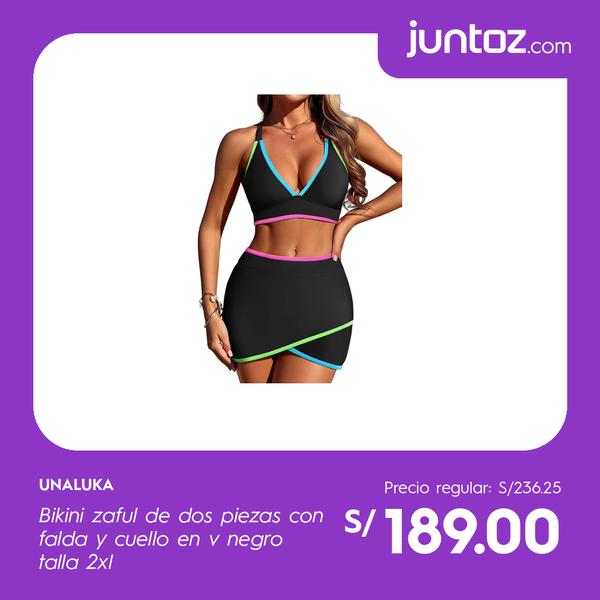 juntoz.com
UNALUKA
Bikini zaful de dos piezas con
falda y cuello en v negro
talla 2xl
Precio regular: S/236.25
S/189.00